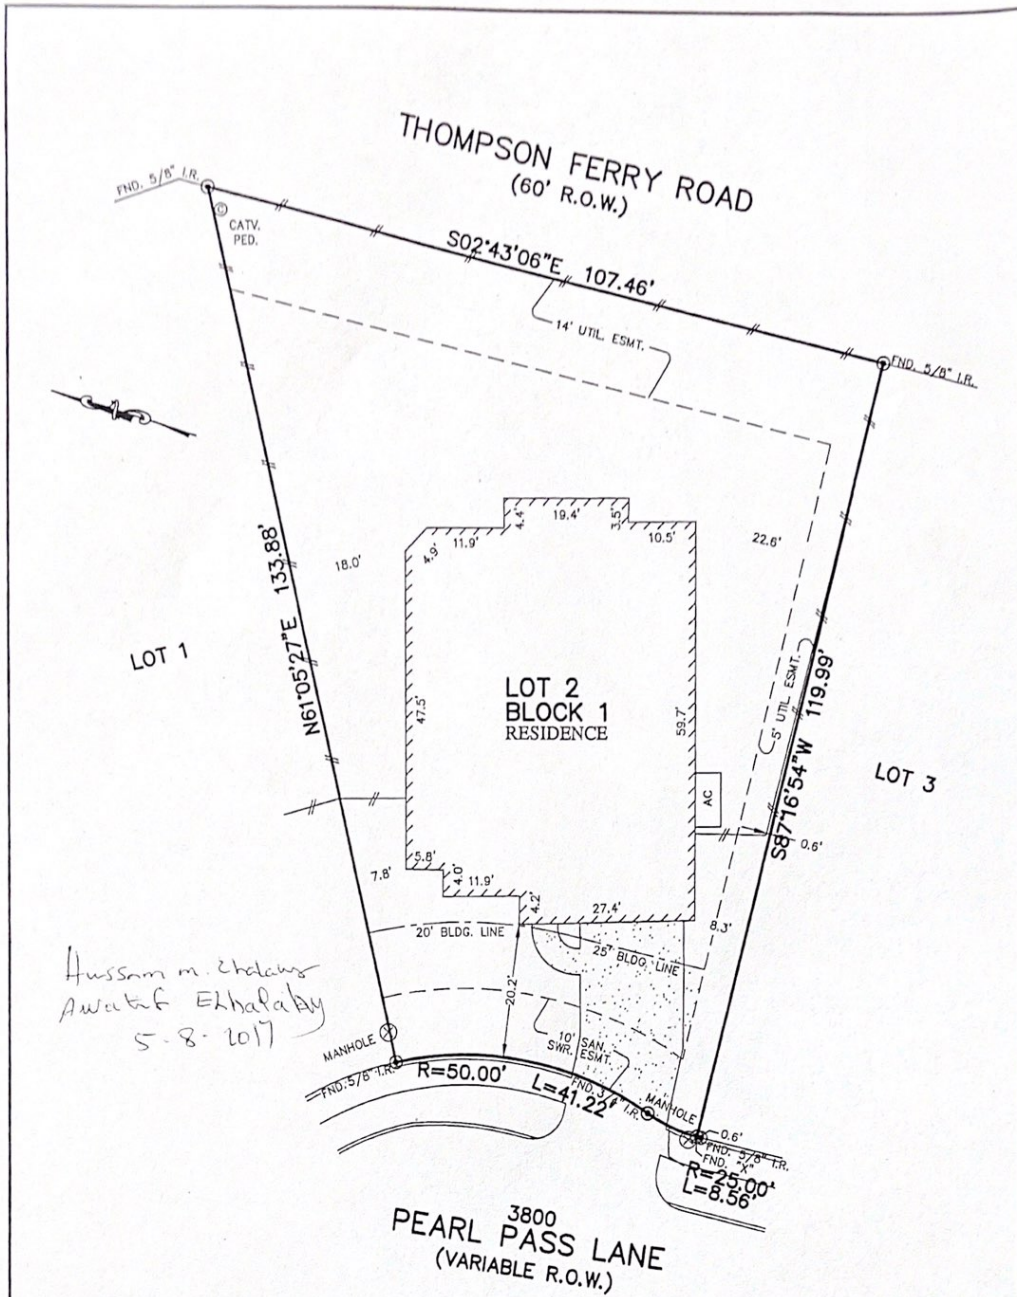 THOMPSON FERRY ROAD
(60' R.O.W.)
FND. 5/8" I.R.
C
CATV.
PED.
S02°43'06"E 107.46'
14' UTIL. ESMT.
FND. 5/8" I.R.
4.4'
19.4'
3.5'
11.9'
10.5'
4.9'
22.6'
18.0'
N61°05'27"E 133.88'
LOT 1
LOT 2
BLOCK 1
RESIDENCE
47.5'
59.7'
5' UTIL ESMT.
S87°16'54"W 119.99'
LOT 3
AC
0.6'
5.8'
7.8'
4.0'
11.9'
4.2'
27.4'
8.3'
20' BLDG. LINE
25' BLDG. LINE
20.2'
Hussam m.
Awatef Elhalaby
5-8-2017
MANHOLE
10' SAN.
SWR. ESMT.
FND. 5/8" I.R.
R=50.00'
L=41.22'
FND. 3/4" I.R.
MANHOLE
0.6'
FND. 5/8" I.R.
FND. "X"
R=25.00'
L=8.56'
3800
PEARL PASS LANE
(VARIABLE R.O.W.)